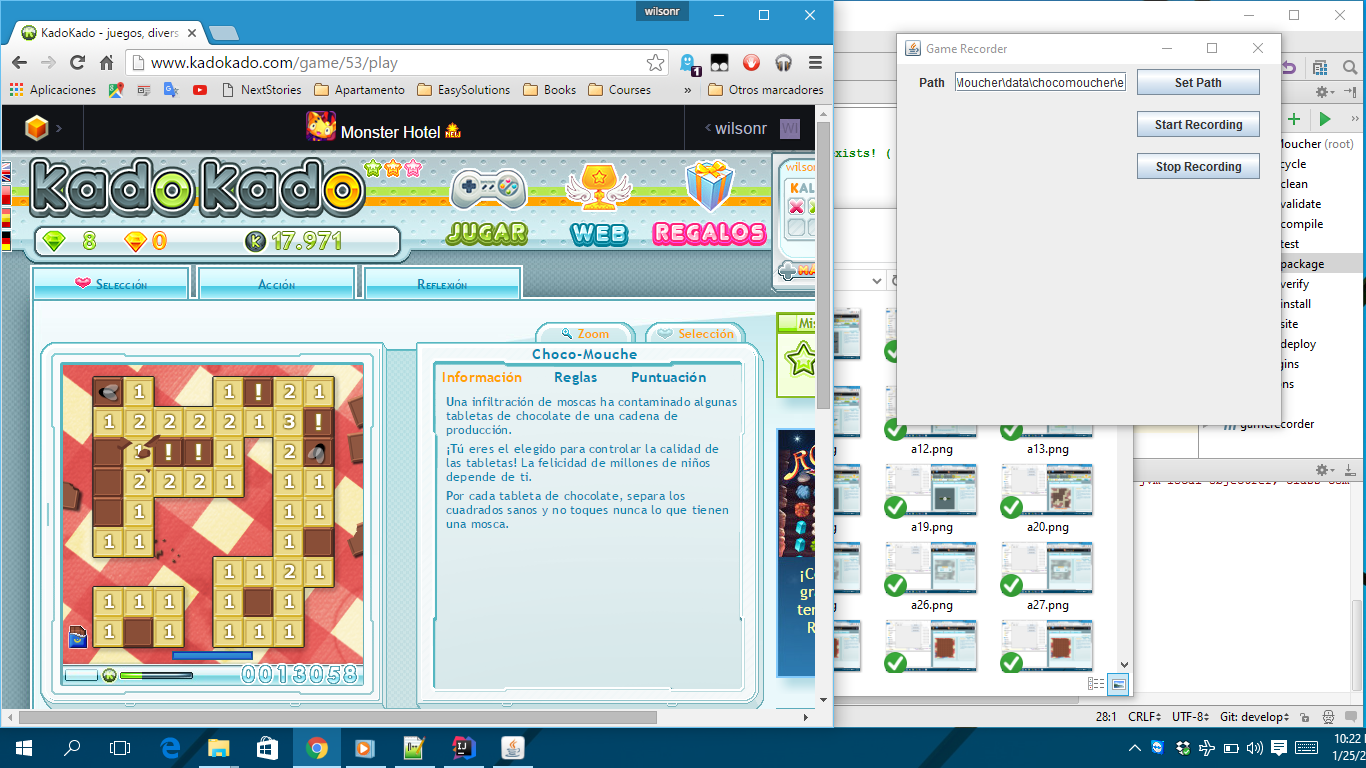 wilsonr
KadoKado - juegos, divers
www.kadokado.com/game/53/play
1
Aplicaciones
NextStories
Apartamento
EasySolutions
Books
Courses
»
Otros marcadores
Monster Hotel NEW
wilsonr
WI
KadoKado
JUGAR
WEB
REGALOS
8
0
K 17.971
Selección
Acción
Reflexión
Zoom
Selección
Choco-Mouche
Información
Reglas
Puntuación
Una infiltración de moscas ha contaminado algunas
tabletas de chocolate de una cadena de
producción.
¡Tú eres el elegido para controlar la calidad de
las tabletas! La felicidad de millones de niños
depende de ti.
Por cada tableta de chocolate, separa los
cuadrados sanos y no toques nunca lo que tienen
una mosca.
1 1 ! 2 1
1 2 2 2 2 1 3 !
1 ! ! 1 2
2 2 2 1 1 1
1 1 1
1 1 1
1 1 2 1
1 1 1 1 1
1 1 1 1 1
0013058
Game Recorder
Path
Moucher\data\chocomoucher\e
Set Path
Start Recording
Stop Recording
xists! (
Moucher (root)
cycle
clean
validate
compile
test
package
verify
install
site
deploy
gins
ns
gamerecorder
a12.png
a13.png
a19.png
a20.png
a26.png
a27.png
28:1
CRLF
UTF-8
Git: develop
10:22
1/25/2